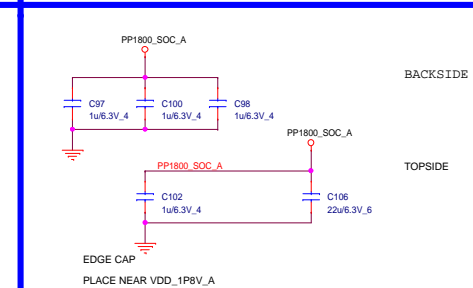 PP1800_SOC_A
BACKSIDE
C97
1u/6.3V_4
C100
1u/6.3V_4
C98
1u/6.3V_4
PP1800_SOC_A
PP1800_SOC_A
TOPSIDE
C102
1u/6.3V_4
C106
22u/6.3V_6
EDGE CAP
PLACE NEAR VDD_1P8V_A